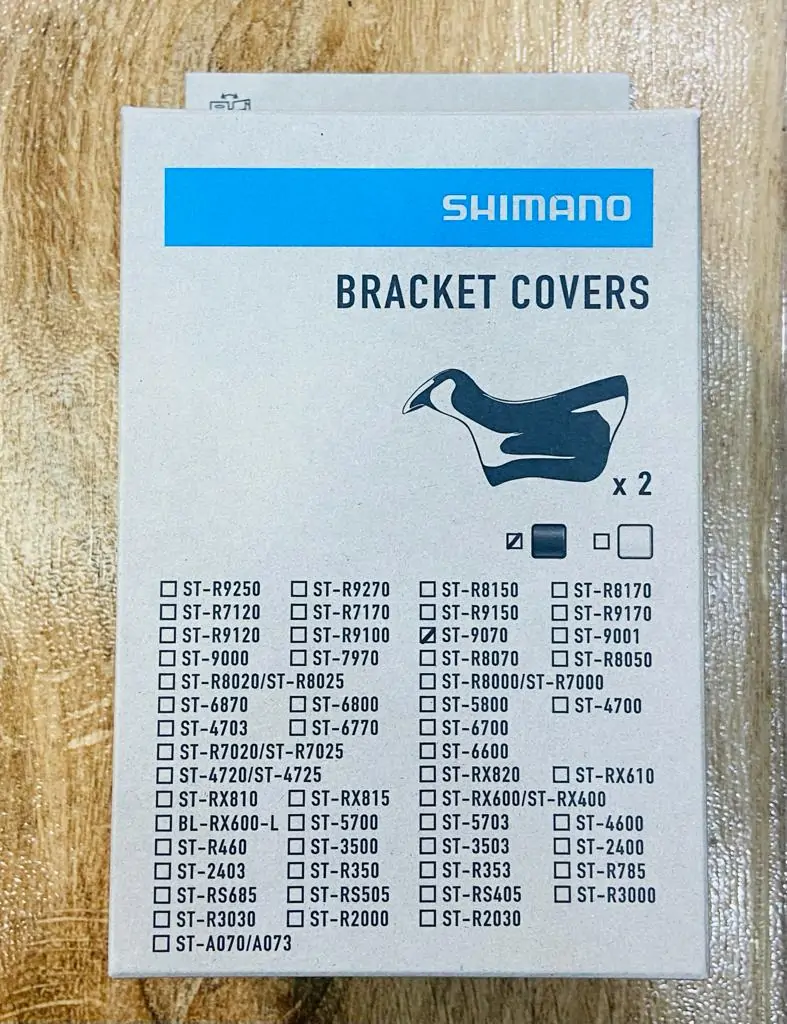 SHIMANO
BRACKET COVERS
x 2
ST-R9250 ST-R9270 ST-R8150 ST-R8170
ST-R7120 ST-R7170 ST-R9150 ST-R9170
ST-R9120 ST-R9100 ST-9070 ST-9001
ST-9000 ST-7970 ST-R8070 ST-R8050
ST-R8020/ST-R8025 ST-R8000/ST-R7000
ST-6870 ST-6800 ST-5800 ST-4700
ST-4703 ST-6770 ST-6700
ST-R7020/ST-R7025 ST-6600
ST-4720/ST-4725 ST-RX820 ST-RX610
ST-RX810 ST-RX815 ST-RX600/ST-RX400
BL-RX600-L ST-5700 ST-5703 ST-4600
ST-R460 ST-3500 ST-3503 ST-2400
ST-2403 ST-R350 ST-R353 ST-R785
ST-RS685 ST-RS505 ST-RS405 ST-R3000
ST-R3030 ST-R2000 ST-R2030
ST-A070/A073